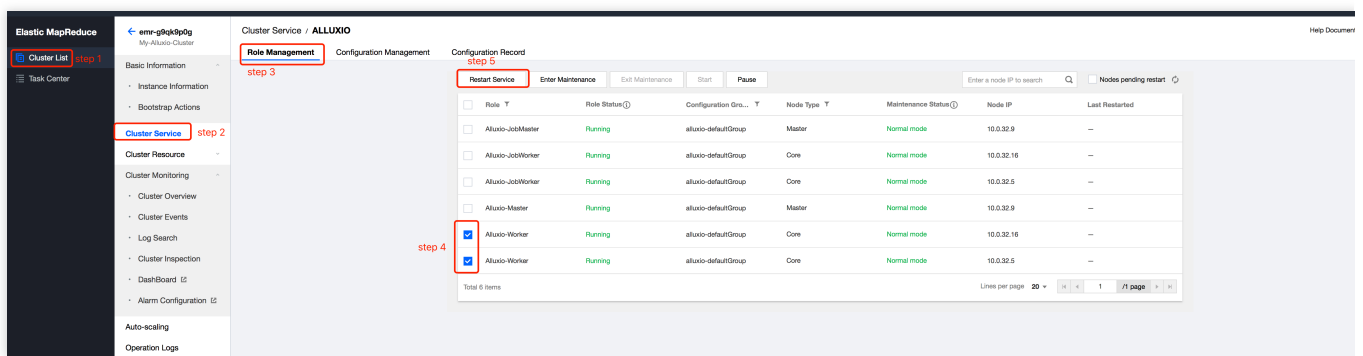 Elastic MapReduce
Cluster List step 1
Task Center
emr-g9qk9p0g
My-Alluxio-Cluster
Basic Information
Instance Information
Bootstrap Actions
Cluster Service step 2
Cluster Resource
Cluster Monitoring
Cluster Overview
Cluster Events
Log Search
Cluster Inspection
DashBoard
Alarm Configuration
Auto-scaling
Operation Logs
Cluster Service / ALLUXIO
Help Document
Role Management Configuration Management Configuration Record
step 3 step 5
Restart Service Enter Maintenance Exit Maintenance Start Pause Enter a node IP to search Nodes pending restart
Role Role Status Configuration Gro... Node Type Maintenance Status Node IP Last Restarted
Alluxio-JobMaster Running alluxio-defaultGroup Master Normal mode 10.0.32.9 —
Alluxio-JobWorker Running alluxio-defaultGroup Core Normal mode 10.0.32.16 —
Alluxio-JobWorker Running alluxio-defaultGroup Core Normal mode 10.0.32.5 —
Alluxio-Master Running alluxio-defaultGroup Master Normal mode 10.0.32.9 —
Alluxio-Worker Running alluxio-defaultGroup Core Normal mode 10.0.32.16 —
step 4
Alluxio-Worker Running alluxio-defaultGroup Core Normal mode 10.0.32.5 —
Total 6 items Lines per page 20 1 /1 page